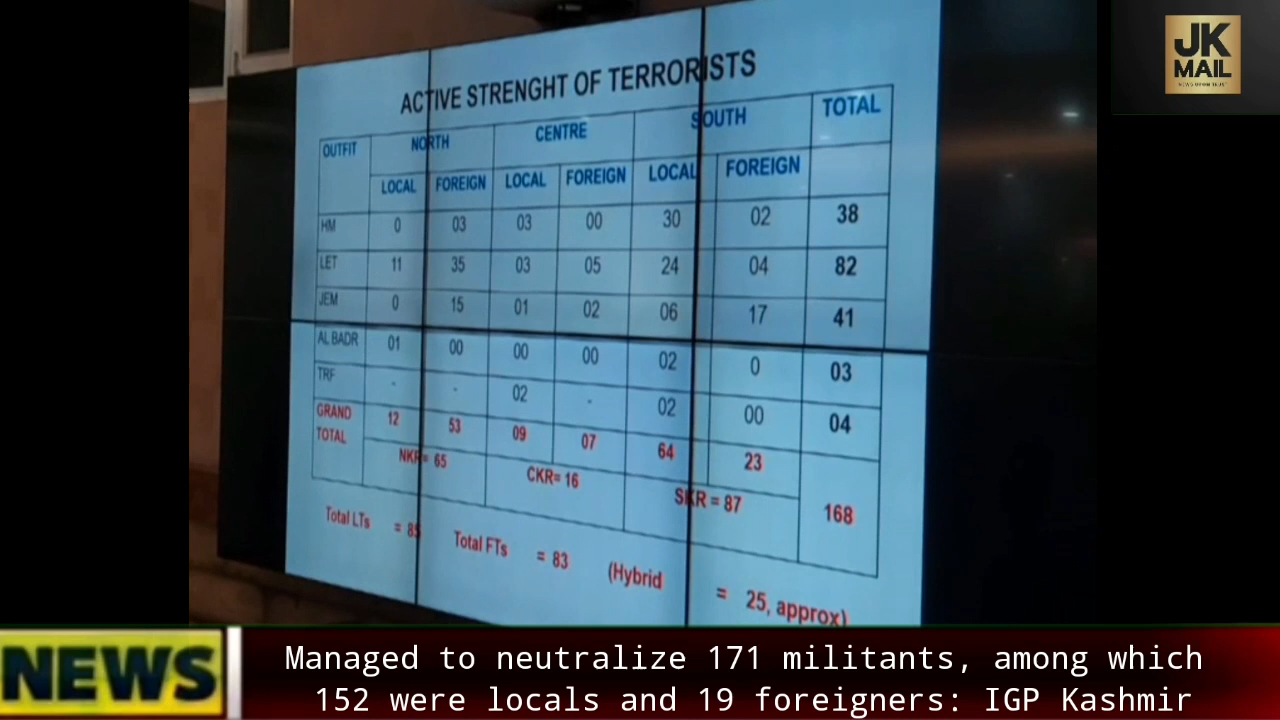 JK
MAIL
ACTIVE STRENGHT OF TERRORISTS
OUTFIT NORTH CENTRE SOUTH TOTAL
LOCAL FOREIGN LOCAL FOREIGN LOCAL FOREIGN
HM 0 03 03 00 30 02 38
LET 11 35 03 05 24 04 82
JEM 0 15 01 02 06 17 41
AL BADR 01 00 00 00 02 0 03
TRF - - 02 - 02 00 04
GRAND TOTAL 12 53 09 07 64 23
NKR= 65 CKR= 16 SKR = 87 168
Total LTs = 85 Total FTs = 83 (Hybrid = 25, approx)
NEWS
Managed to neutralize 171 militants, among which
152 were locals and 19 foreigners: IGP Kashmir